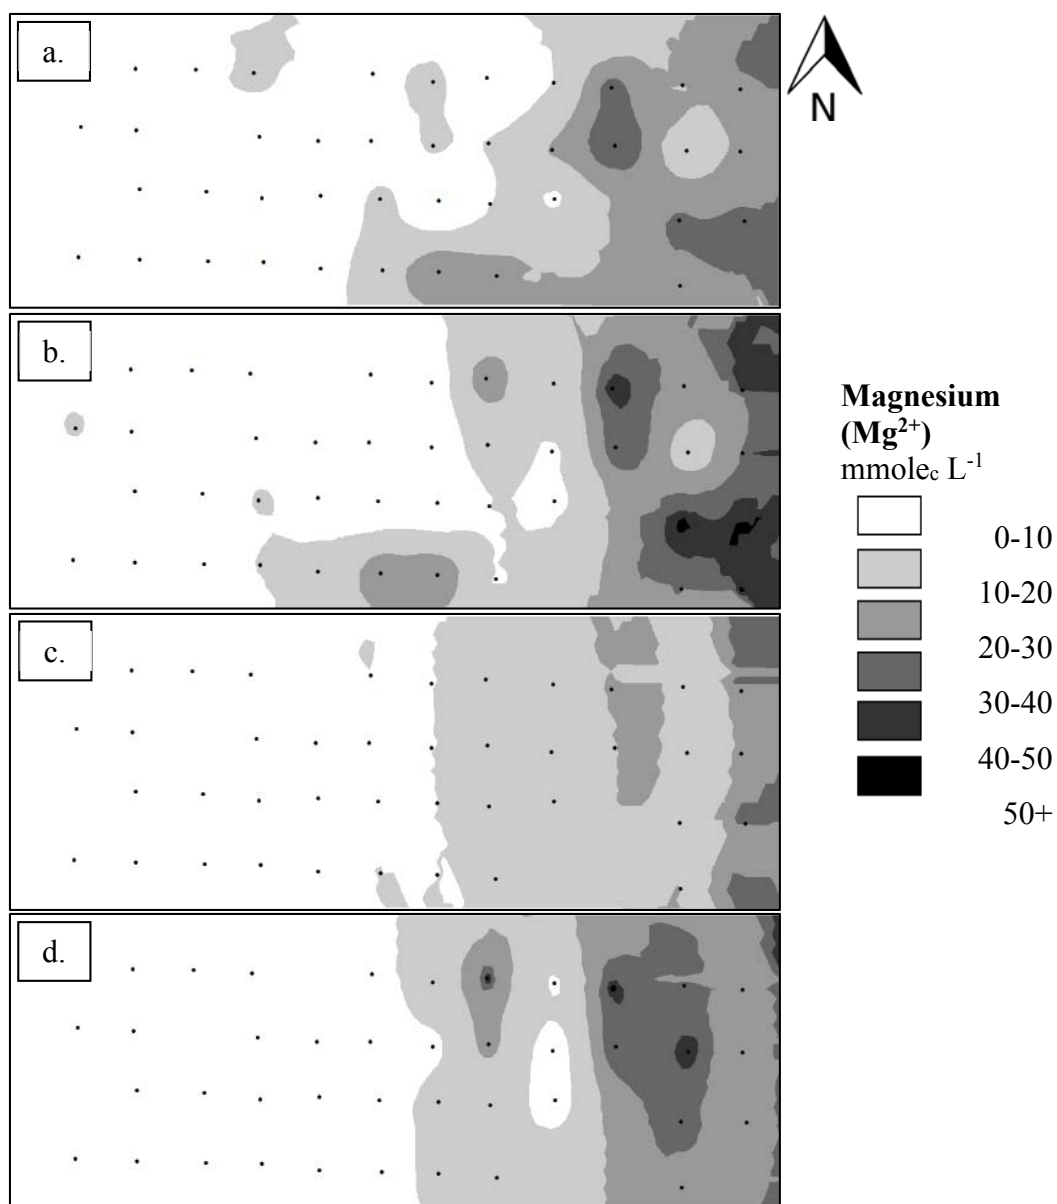 a.
N
b.
Magnesium
(Mg²⁺)
mmolec L⁻¹
0-10
10-20
20-30
30-40
40-50
50+
c.
d.